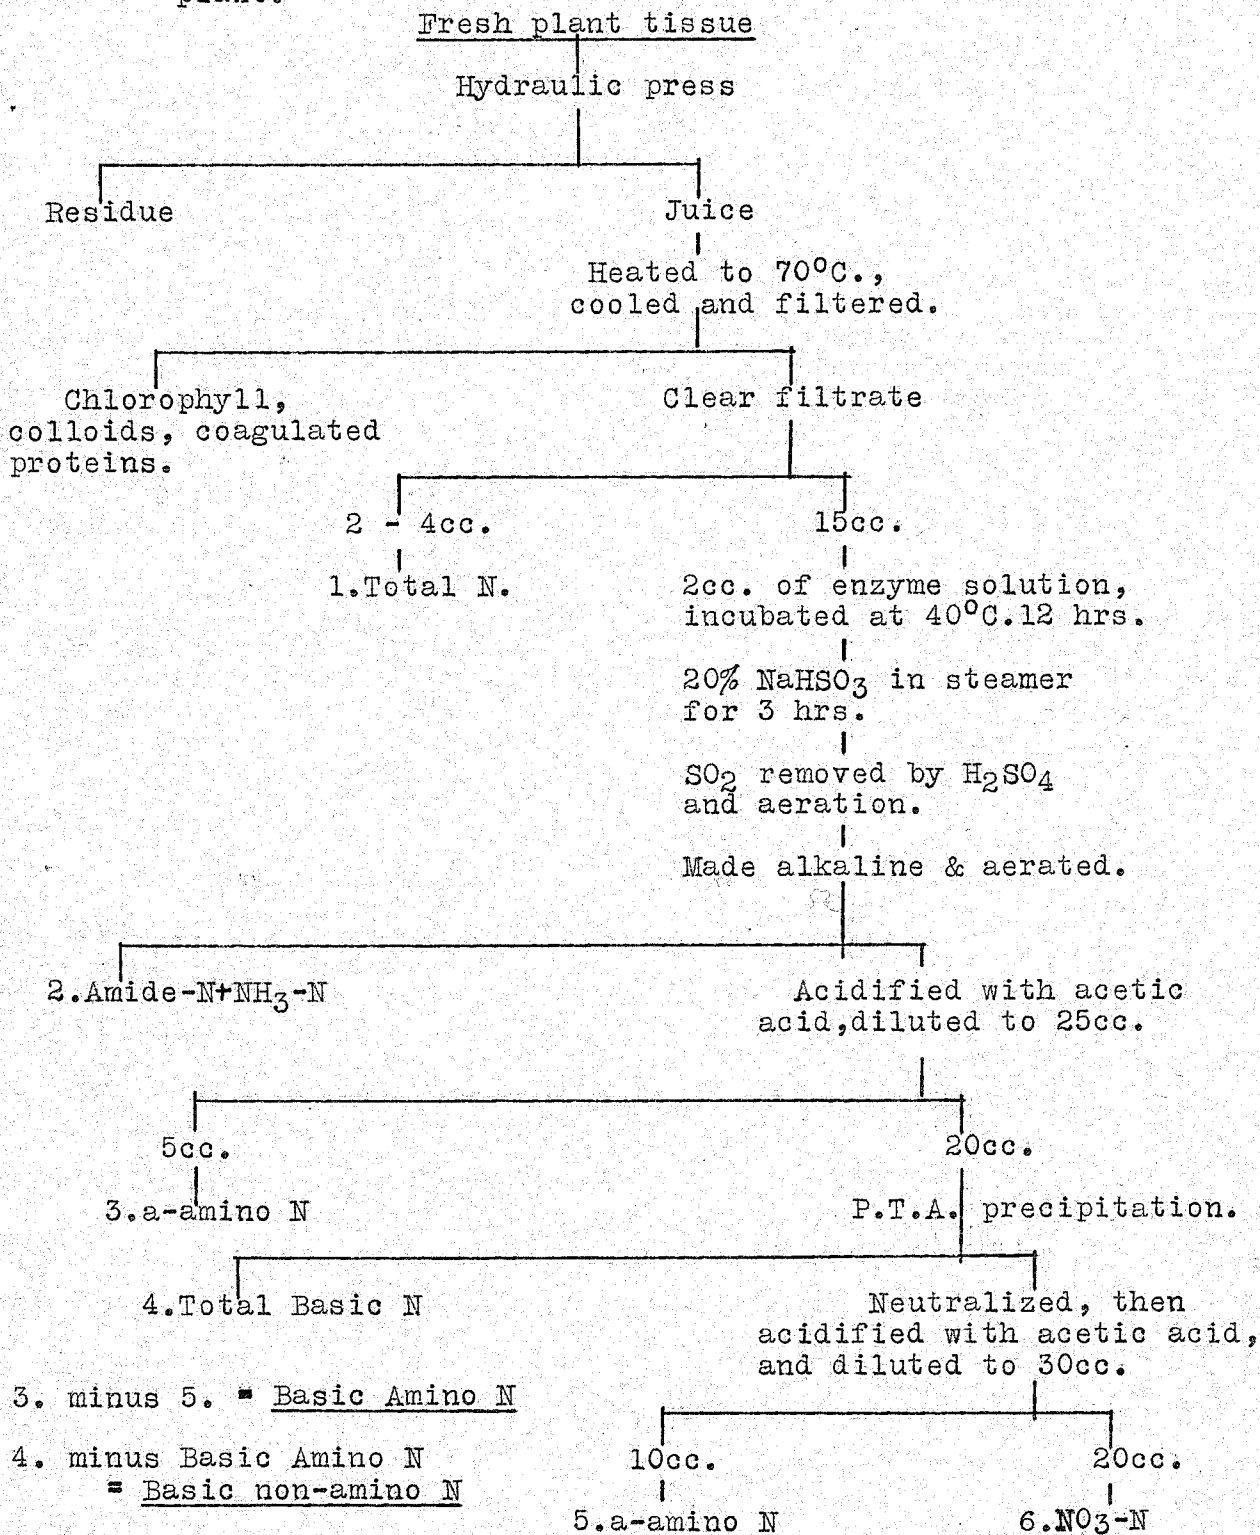 plant.
Fresh plant tissue
Hydraulic press
Residue
Juice
Heated to 70°C.,
cooled and filtered.
Chlorophyll,
colloids, coagulated
proteins.
Clear filtrate
2 - 4cc.
15cc.
1.Total N.
2cc. of enzyme solution,
incubated at 40°C.12 hrs.
20% NaHSO3 in steamer
for 3 hrs.
SO2 removed by H2SO4
and aeration.
Made alkaline & aerated.
2.Amide-N+NH3-N
Acidified with acetic
acid,diluted to 25cc.
5cc.
20cc.
3.a-amino N
P.T.A. precipitation.
4.Total Basic N
Neutralized, then
acidified with acetic acid,
and diluted to 30cc.
3. minus 5. = Basic Amino N
4. minus Basic Amino N
= Basic non-amino N
10cc.
20cc.
5.a-amino N
6.NO3-N